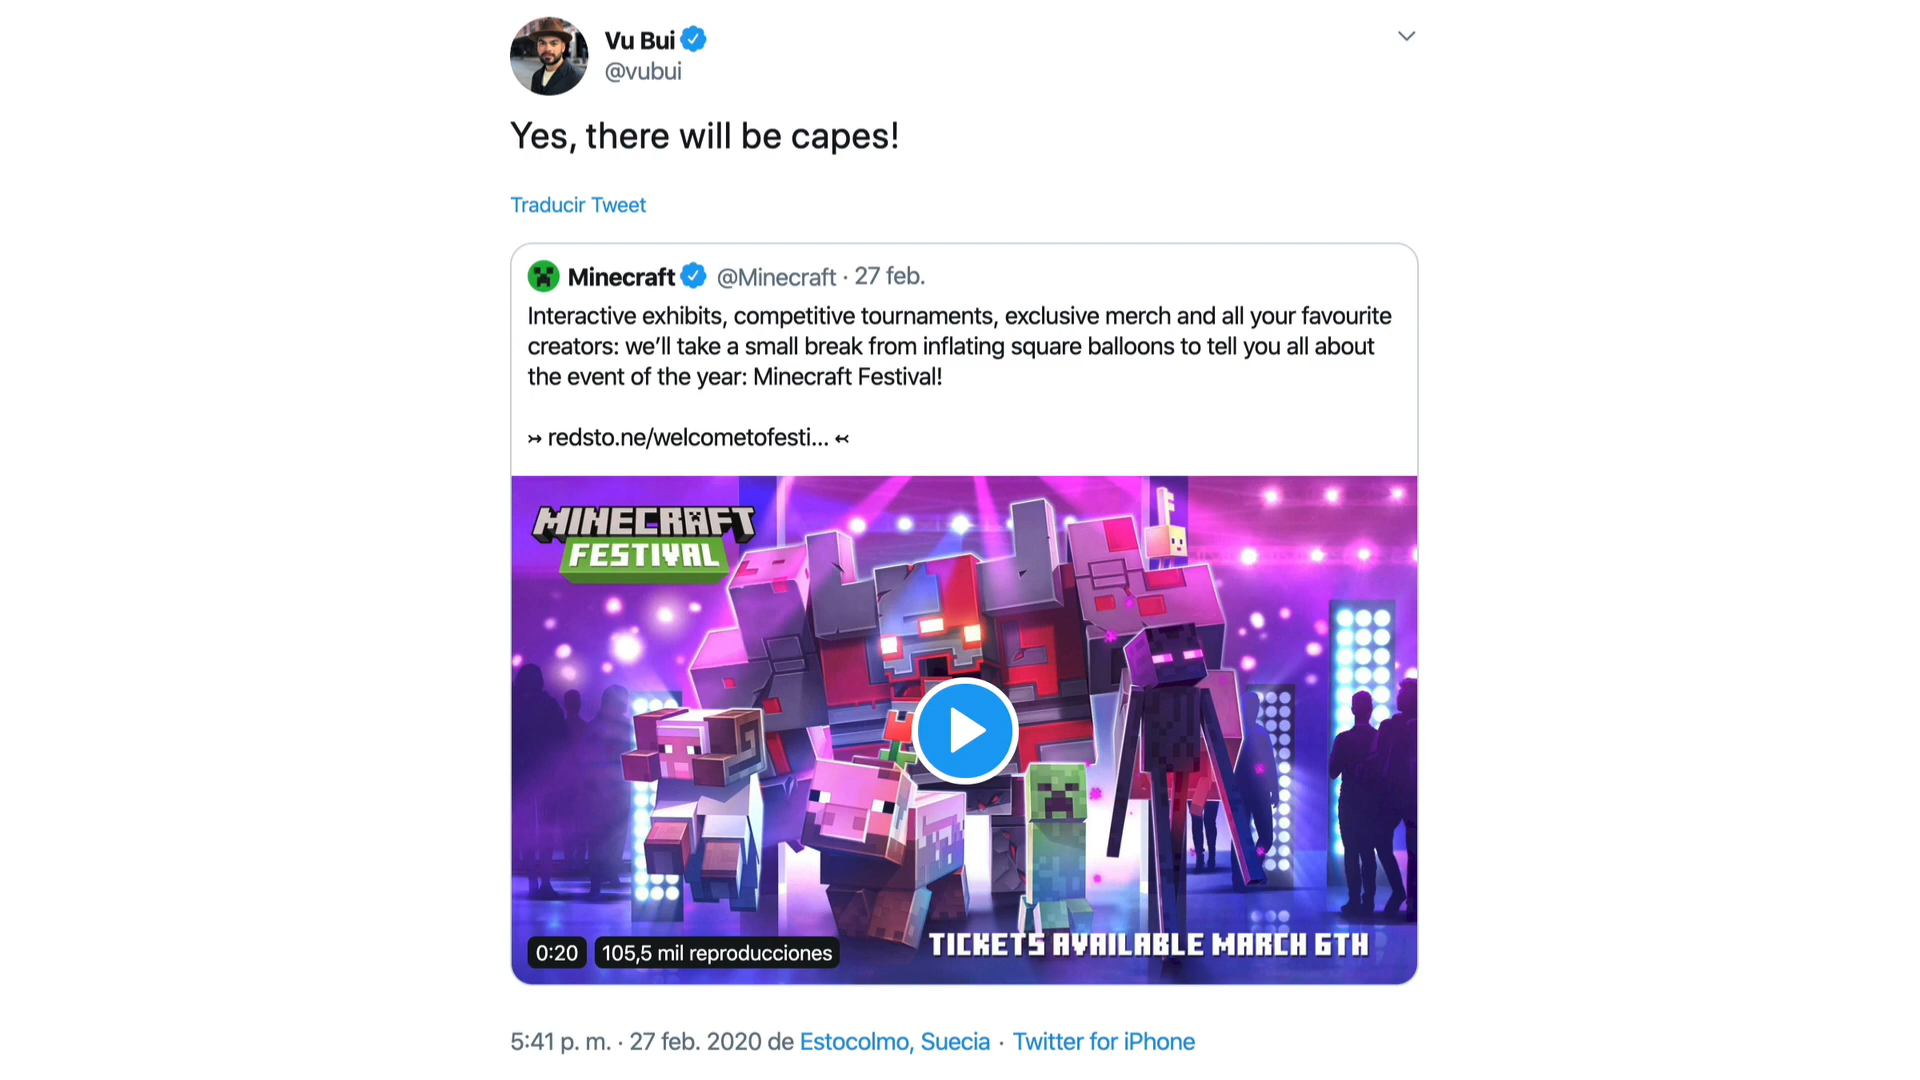 Vu Bui
@vubui
Yes, there will be capes!
Traducir Tweet
Minecraft @Minecraft · 27 feb.
Interactive exhibits, competitive tournaments, exclusive merch and all your favourite
creators: we’ll take a small break from inflating square balloons to tell you all about
the event of the year: Minecraft Festival!
↣ redsto.ne/welcometofesti... ↢
MINECRAFT
FESTIVAL
TICKETS AVAILABLE MARCH 6TH
0:20 105,5 mil reproducciones
5:41 p. m. · 27 feb. 2020 de Estocolmo, Suecia · Twitter for iPhone